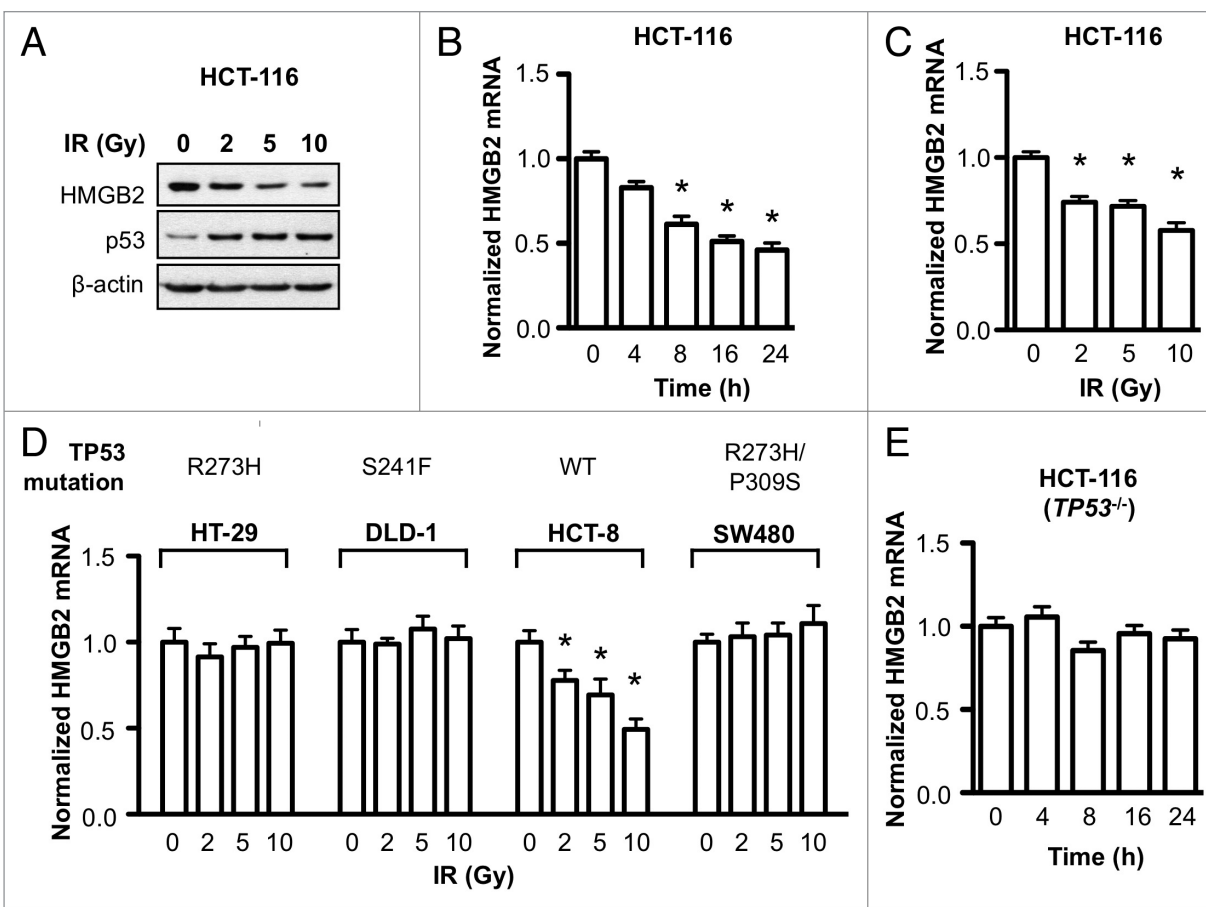 A
HCT-116
IR (Gy) 0 2 5 10
HMGB2
p53
β-actin
B
HCT-116
Normalized HMGB2 mRNA
1.5
1.0
0.5
0.0
0 4 8 16 24
Time (h)
* * *
C
HCT-116
Normalized HMGB2 mRNA
1.5
1.0
0.5
0.0
0 2 5 10
IR (Gy)
* * *
D
TP53
mutation
R273H S241F WT R273H/
P309S
HT-29 DLD-1 HCT-8 SW480
Normalized HMGB2 mRNA
1.5
1.0
0.5
0.0
* * *
0 2 5 10 0 2 5 10 0 2 5 10 0 2 5 10
IR (Gy)
E
HCT-116
(TP53-/-)
Normalized HMGB2 mRNA
1.5
1.0
0.5
0.0
0 4 8 16 24
Time (h)